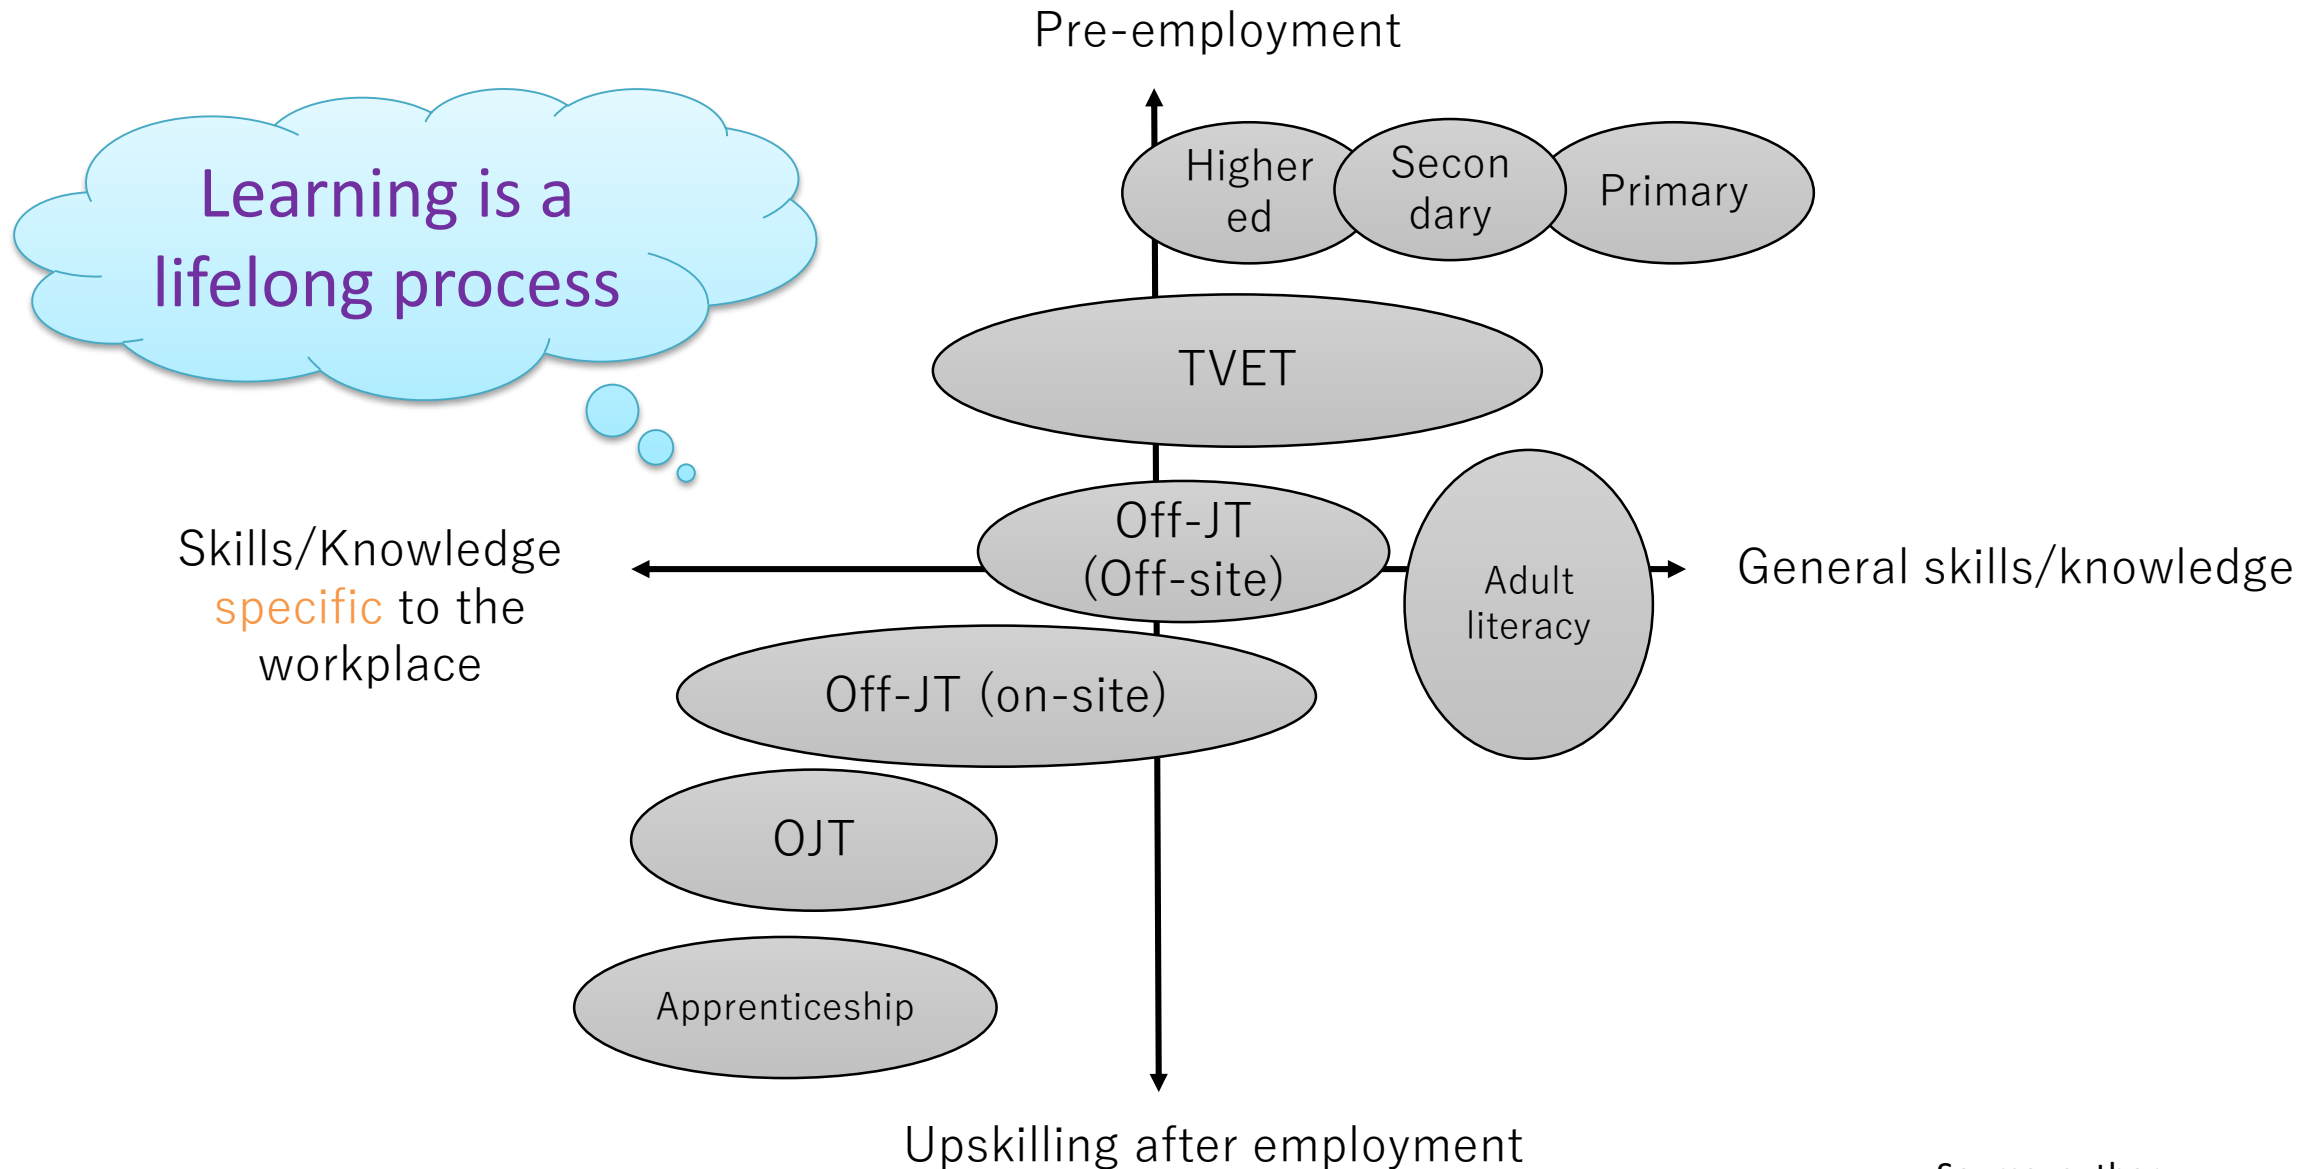 Pre-employment
Learning is a
lifelong process
Higher
ed
Secon
dary
Primary
TVET
Off-JT
(Off-site)
Skills/Knowledge
specific to the
workplace
Adult
literacy
General skills/knowledge
Off-JT (on-site)
OJT
Apprenticeship
Upskilling after employment